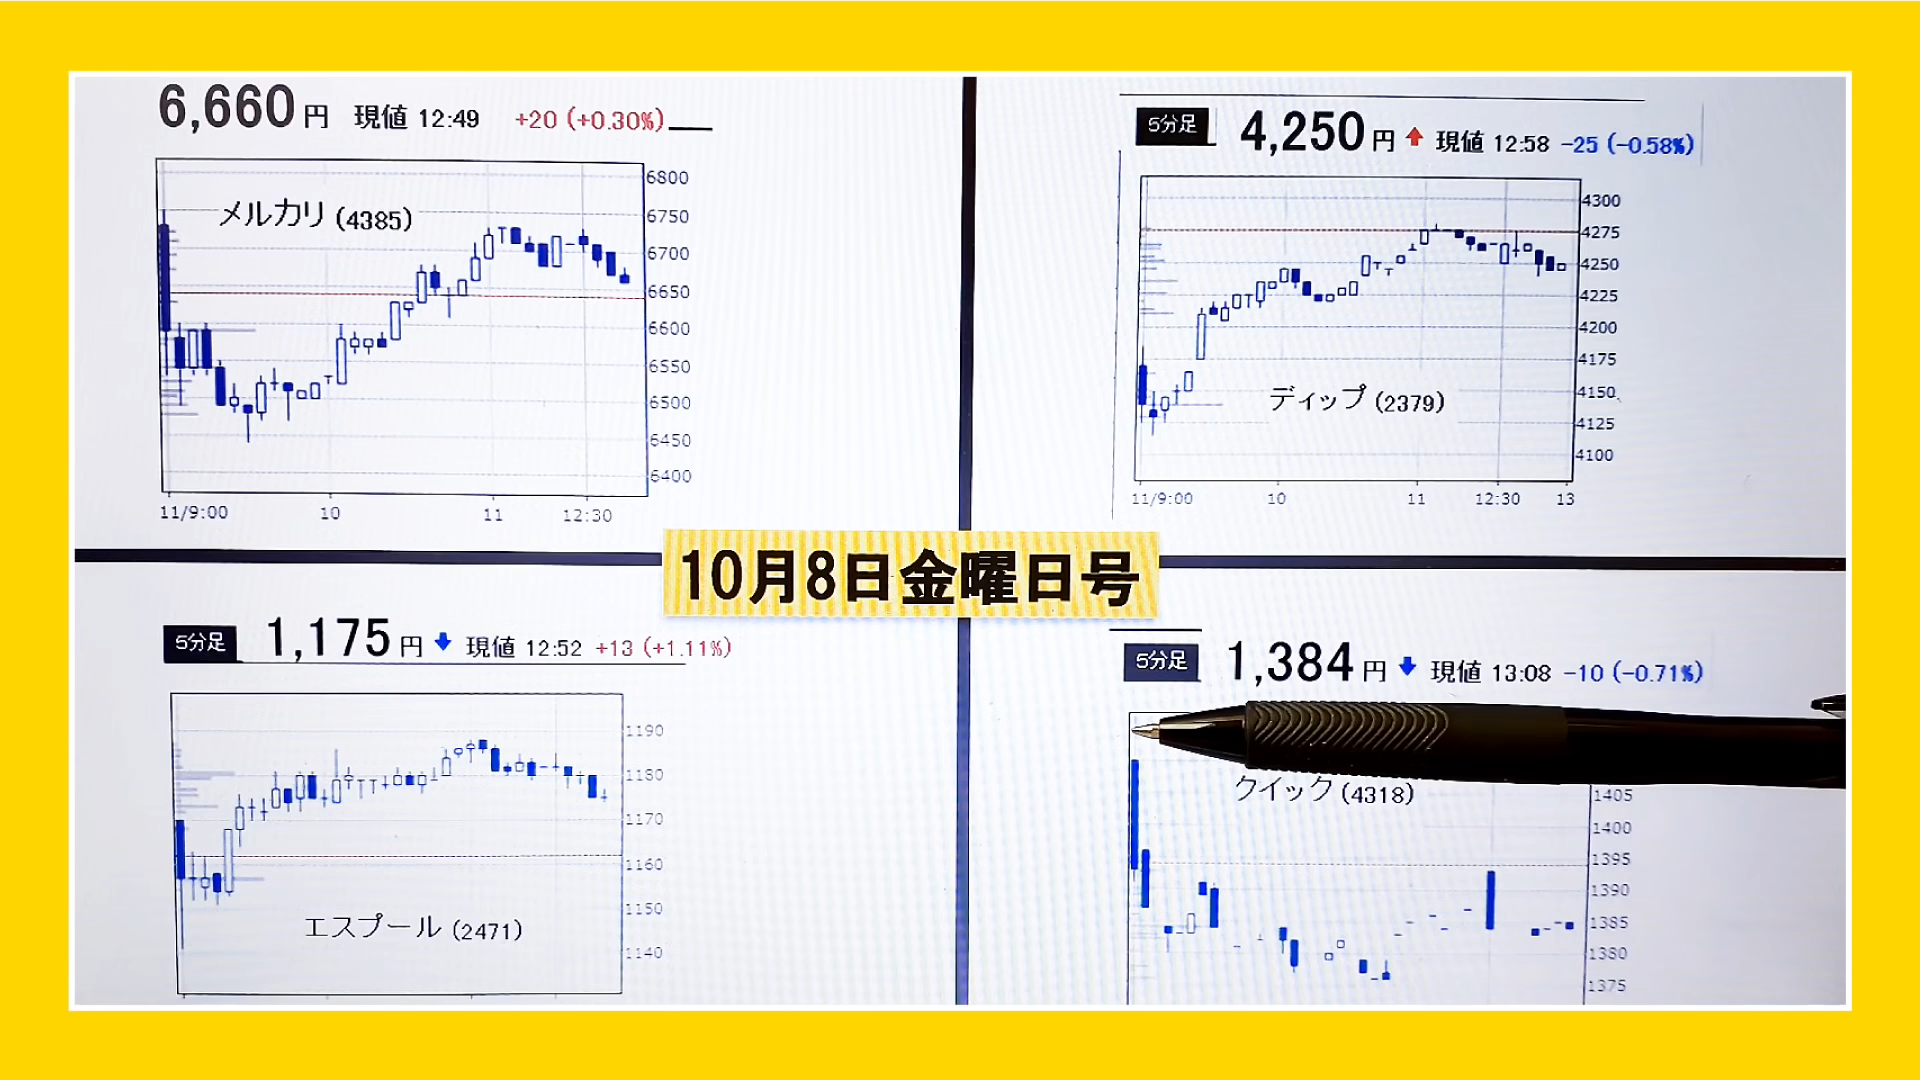 6,660円 現値 12:49 +20 (+0.30%)
メルカリ (4385)
6800
6750
6700
6650
6600
6550
6500
6450
6400
11/9:00 10 11 12:30
5分足 4,250円 現値 12:58 -25 (-0.58%)
4300
4275
4250
4225
4200
4175
4150
4125
4100
ディップ (2379)
11/9:00 10 11 12:30 13
10月8日金曜日号
5分足 1,175円 現値 12:52 +13 (+1.11%)
1190
1180
1170
1160
1150
1140
エスプール (2471)
5分足 1,384円 現値 13:08 -10 (-0.71%)
クイック (4318)
1405
1400
1395
1390
1385
1380
1375